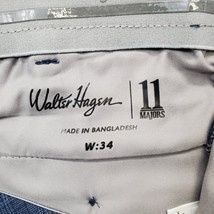 Walter Hagen | 11
MAJORS
MADE IN BANGLADESH
W:34